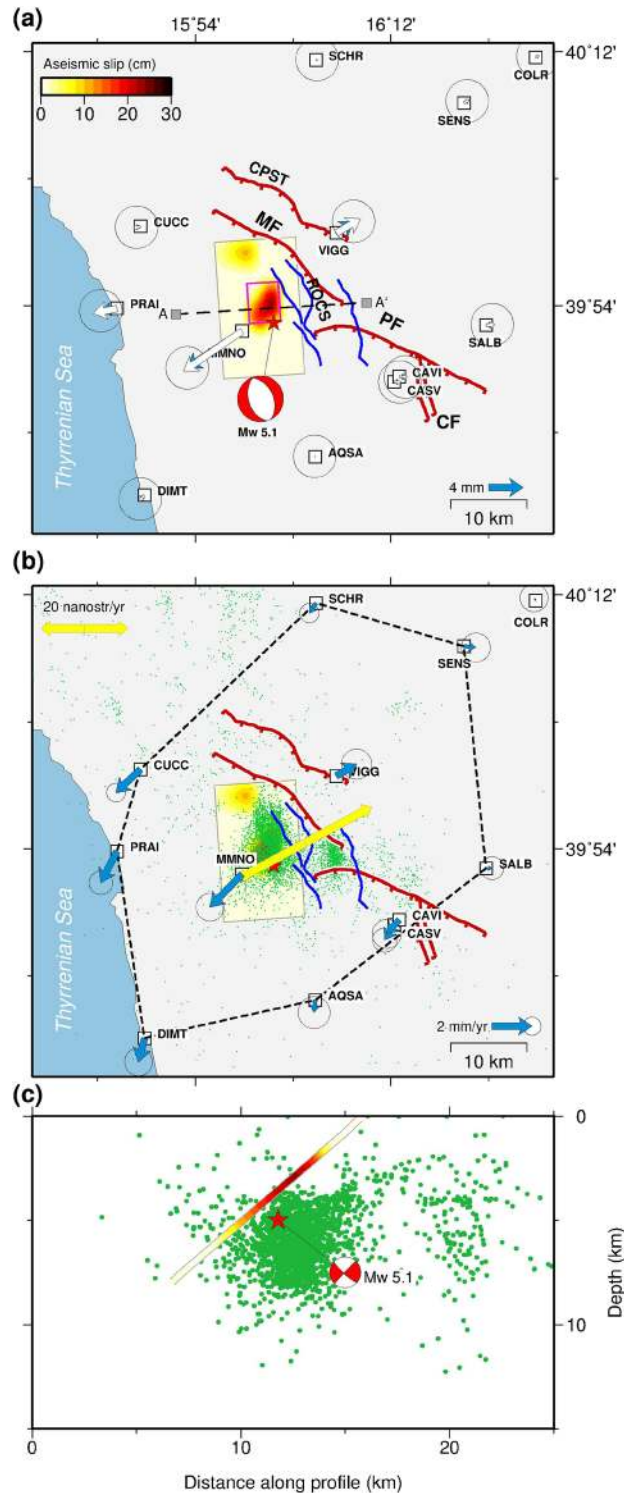 (a)
15˚54'
16˚12'
Aseismic slip (cm)
0 10 20 30
SCHR
COLR
40˚12'
SENS
CPST
CUCC
MF
VIGG
ROCS
PRAI
A
A'
39˚54'
MMNO
PF
SALB
CAVI
CASV
Mw 5.1
CF
AQSA
Thyrrenian Sea
DIMT
4 mm
10 km
(b)
20 nanostr/yr
SCHR
40˚12'
COLR
SENS
CUCC
VIGG
PRAI
39˚54'
MMNO
SALB
CAVI
CASV
Thyrrenian Sea
AQSA
2 mm/yr
DIMT
10 km
(c)
0
Mw 5.1
Depth (km)
10
0 10 20
Distance along profile (km)